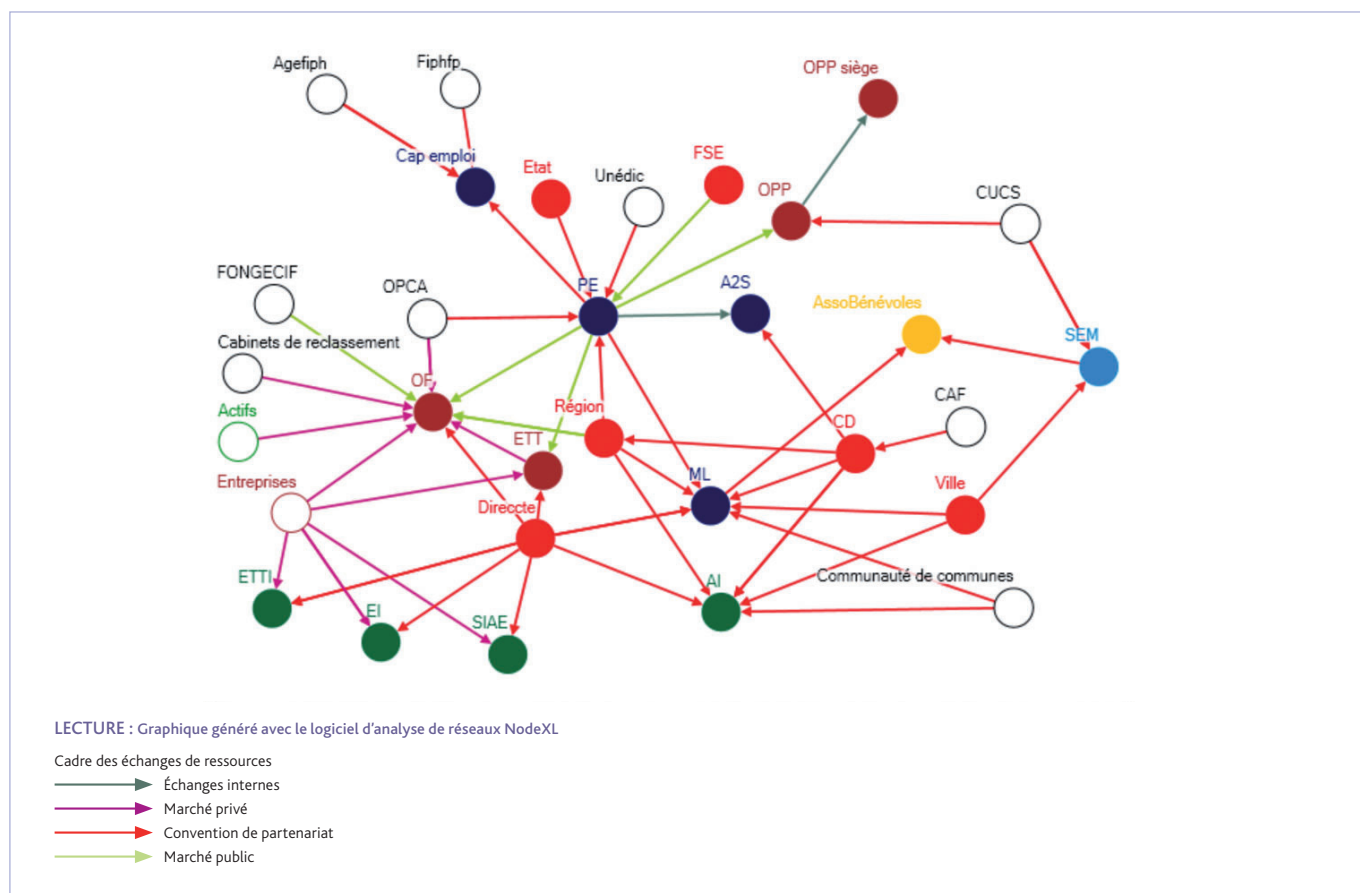 Agefiph
Fiphfp
OPP siège
Cap emploi
Etat
Unédic
FSE
OPP
CUCS
FONGECIF
OPCA
PE
A2S
AssoBénévoles
SEM
Cabinets de reclassement
OF
Actifs
Région
CAF
ETT
CD
Entreprises
ML
Ville
Direccte
ETTI
EI
SIAE
AI
Communauté de communes
LECTURE : Graphique généré avec le logiciel d'analyse de réseaux NodeXL
Cadre des échanges de ressources
Échanges internes
Marché privé
Convention de partenariat
Marché public